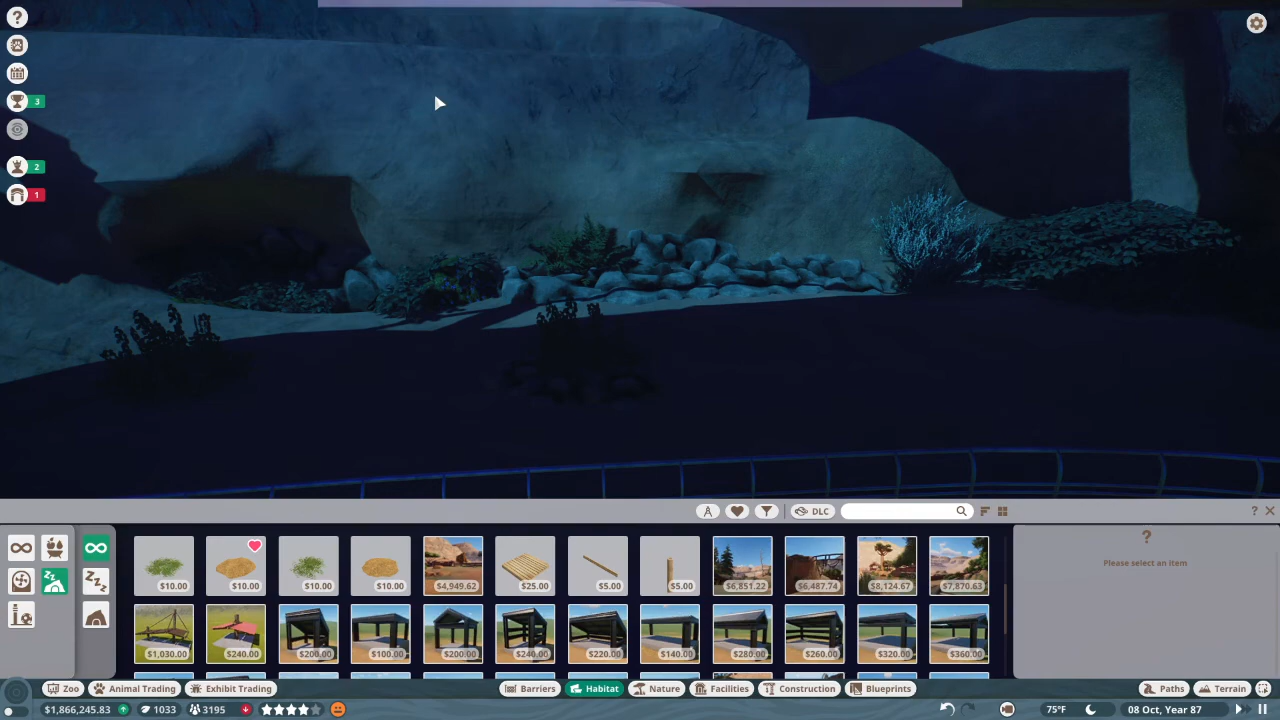 ?
3
2
1
DLC
?
?
Please select an item
$10.00 $10.00 $10.00 $10.00 $4,949.62 $25.00 $5.00 $5.00 $6,851.22 $6,487.74 $8,124.67 $7,870.63
$1,030.00 $240.00 $200.00 $100.00 $200.00 $240.00 $220.00 $140.00 $280.00 $260.00 $320.00 $360.00
Zoo Animal Trading Exhibit Trading Barriers Habitat Nature Facilities Construction Blueprints Paths Terrain
$1,866,245.83 1033 3195 75°F 08 Oct, Year 87